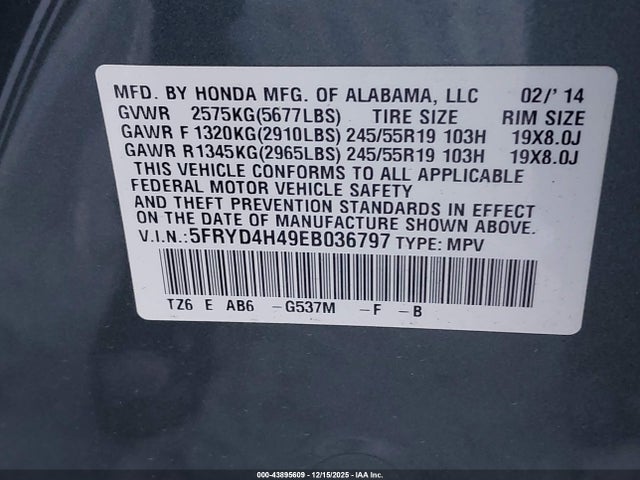 MFD. BY HONDA MFG. OF ALABAMA, LLC 02/' 14
GVWR 2575KG(5677LBS) TIRE SIZE RIM SIZE
GAWR F 1320KG(2910LBS) 245/55R19 103H 19X8.0J
GAWR R 1345KG(2965LBS) 245/55R19 103H 19X8.0J
THIS VEHICLE CONFORMS TO ALL APPLICABLE
FEDERAL MOTOR VEHICLE SAFETY
AND THEFT PREVENTION STANDARDS IN EFFECT
ON THE DATE OF MANUFACTURE SHOWN ABOVE.
V.I.N.: 5FRYD4H49EB036797 TYPE: MPV
TZ6 E AB6 -G537M -F -B
000-43895609 - 12/15/2025 - IAA Inc.